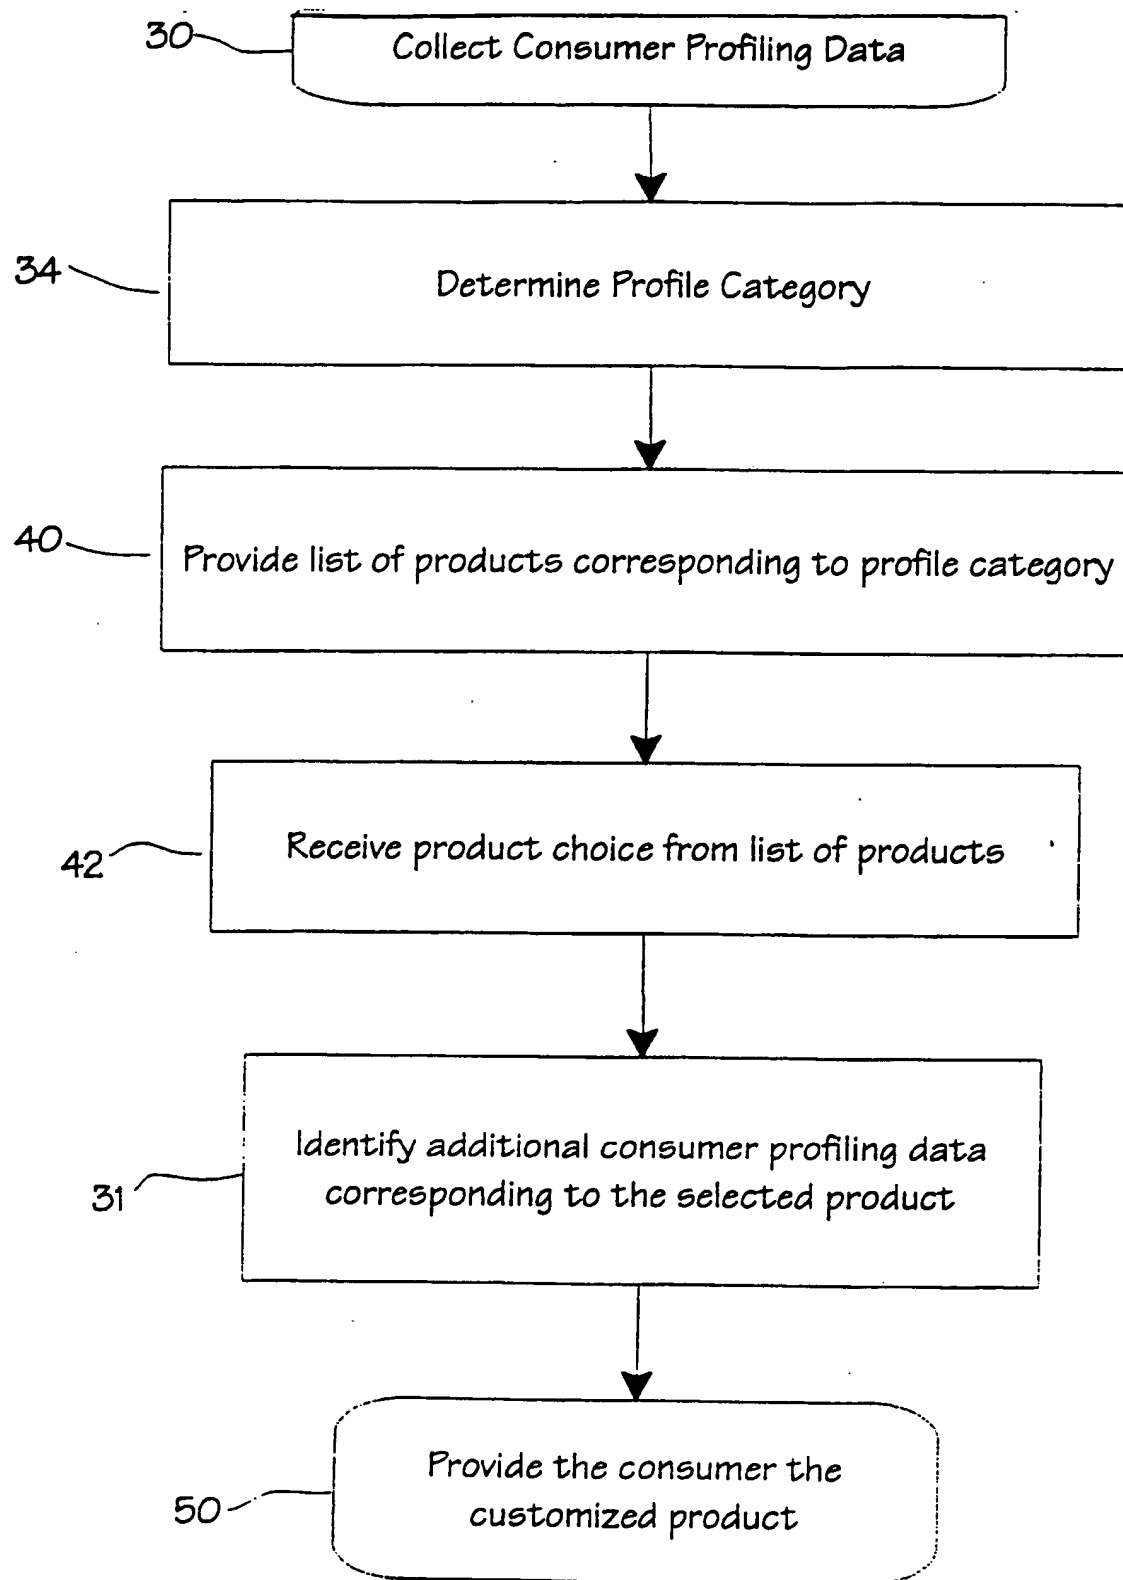 30
Collect Consumer Profiling Data
34
Determine Profile Category
40
Provide list of products corresponding to profile category
42
Receive product choice from list of products
31
Identify additional consumer profiling data
corresponding to the selected product
50
Provide the consumer the
customized product